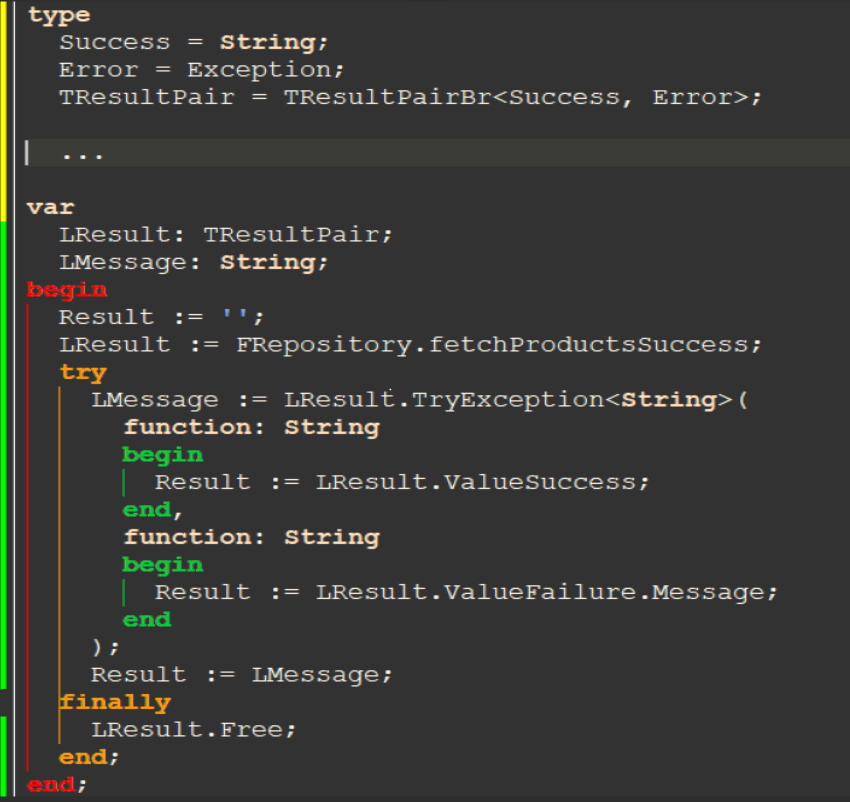 type
  Success = String;
  Error = Exception;
  TResultPair = TResultPairBr<Success, Error>;
  ...
var
  LResult: TResultPair;
  LMessage: String;
begin
  Result := '';
  LResult := FRepository.fetchProductsSuccess;
  try
    LMessage := LResult.TryException<String>(
      function: String
      begin
        Result := LResult.ValueSuccess;
      end,
      function: String
      begin
        Result := LResult.ValueFailure.Message;
      end
    );
    Result := LMessage;
  finally
    LResult.Free;
  end;
end;